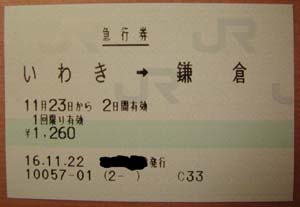 急行券
いわき → 鎌倉
11月23日から 2日間有効
1回限り有効
¥1,260
16.11.22 発行
10057-01 (2- ) C33